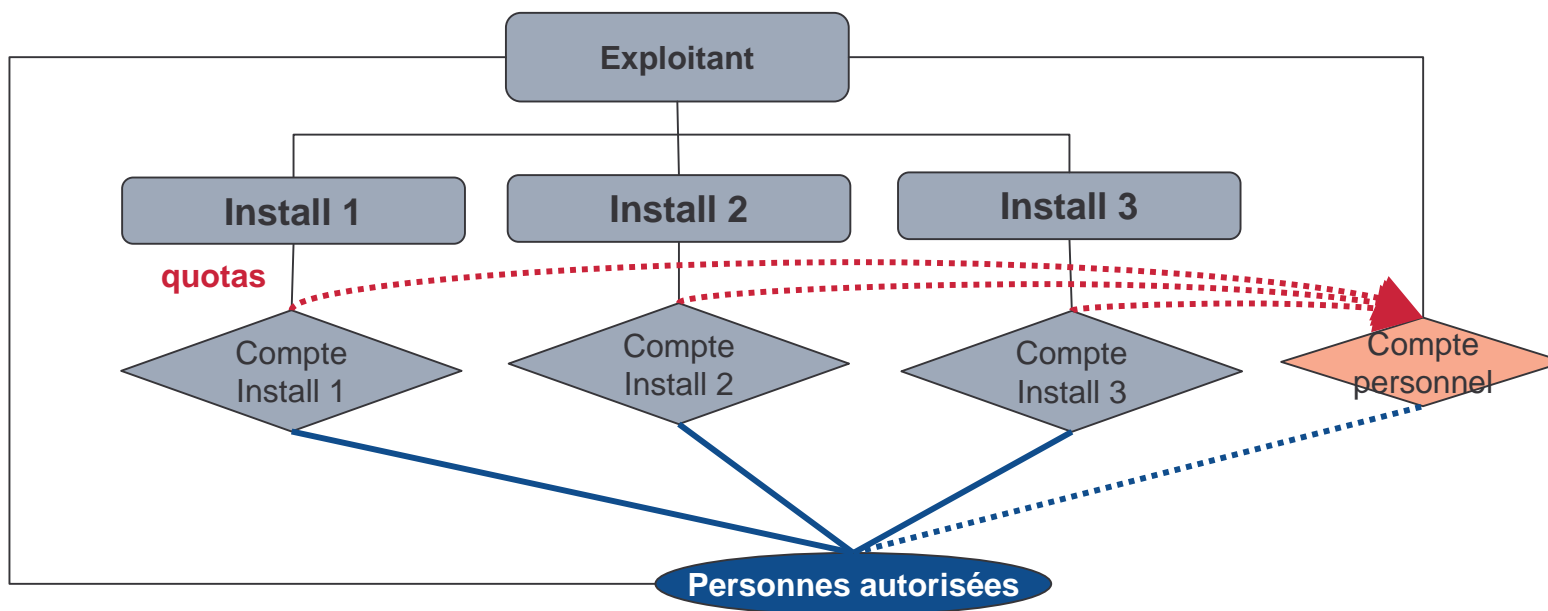 Exploitant
Install 1
Install 2
Install 3
quotas
Compte
Install 1
Compte
Install 2
Compte
Install 3
Compte
personnel
Personnes autorisées